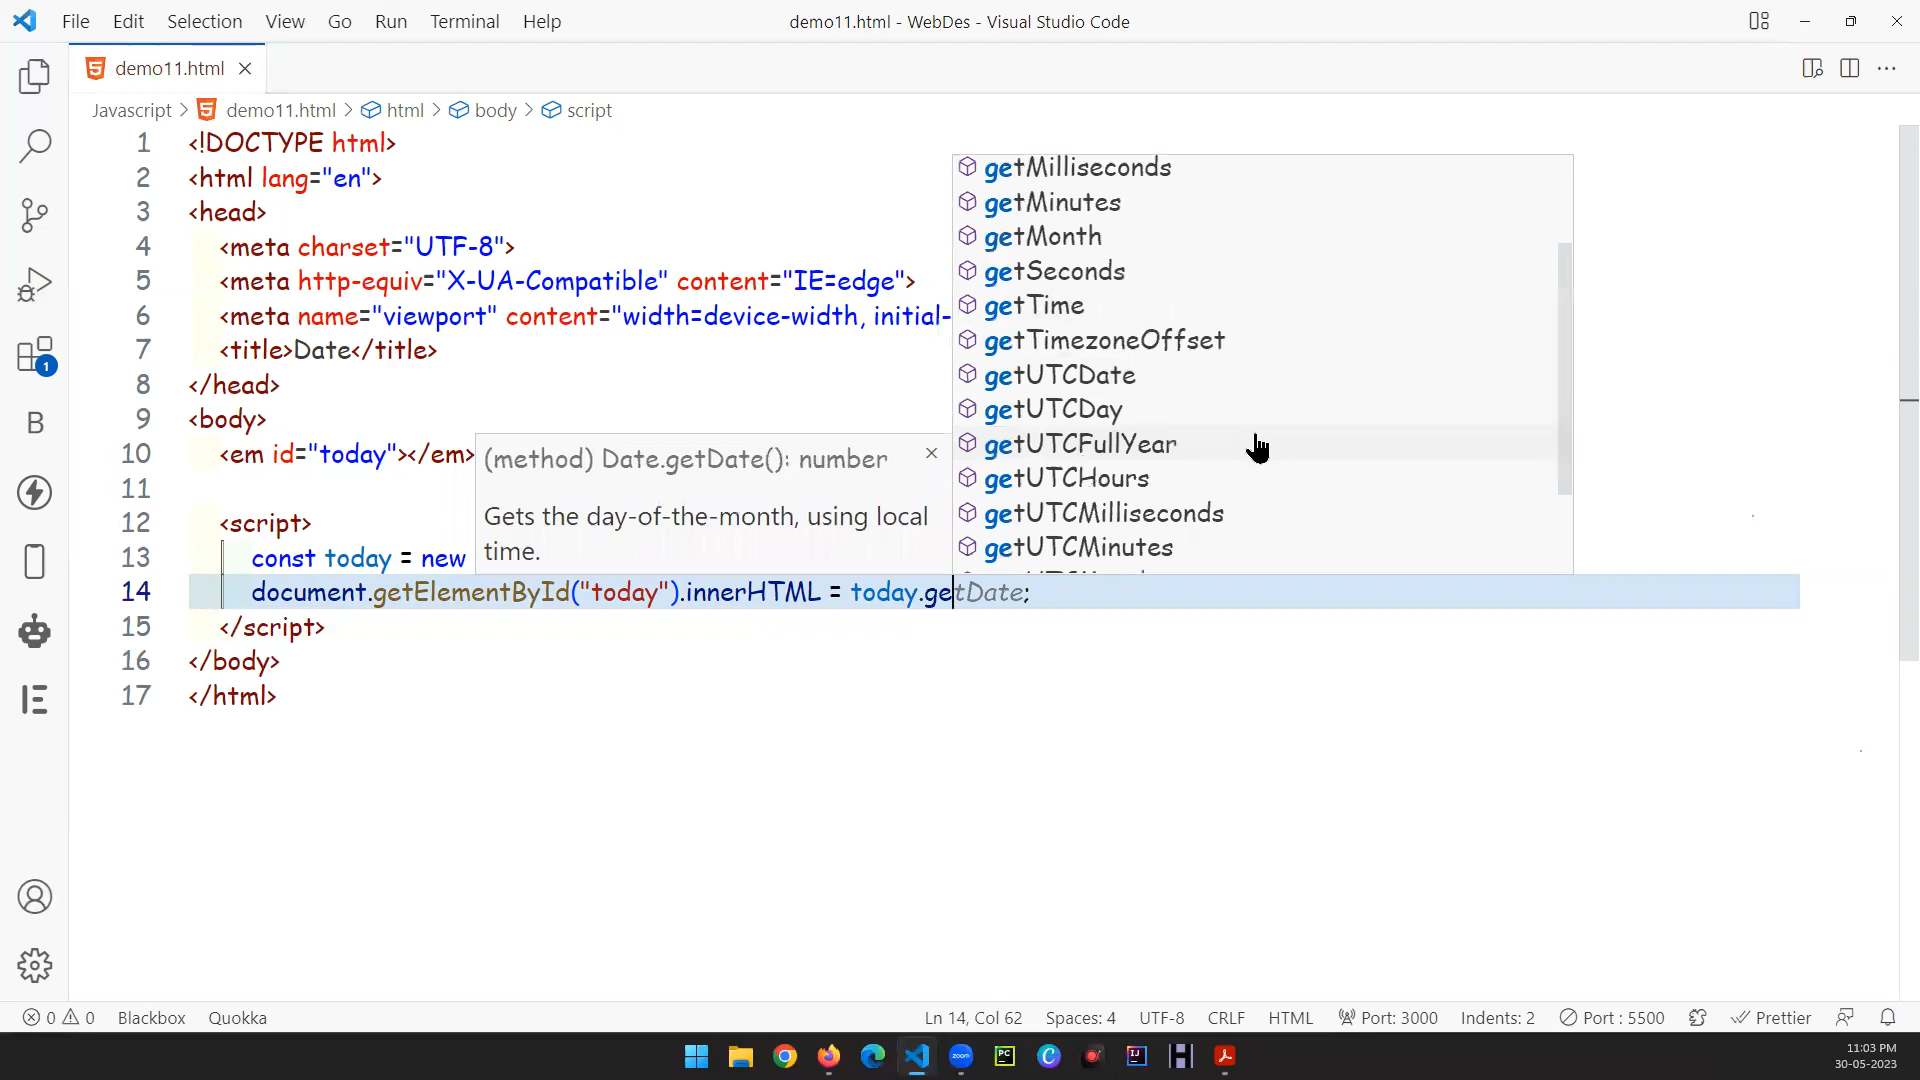 File Edit Selection View Go Run Terminal Help
demo11.html - WebDes - Visual Studio Code
demo11.html
Javascript > demo11.html > html > body > script
1 <!DOCTYPE html>
2 <html lang="en">
3 <head>
4 <meta charset="UTF-8">
5 <meta http-equiv="X-UA-Compatible" content="IE=edge">
6 <meta name="viewport" content="width=device-width, initial-
7 <title>Date</title>
8 </head>
9 <body>
10 <em id="today"></em>
11
12 <script>
13 const today = new
14 document.getElementById("today").innerHTML = today.getDate;
15 </script>
16 </body>
17 </html>
(method) Date.getDate(): number
Gets the day-of-the-month, using local
time.
getMilliseconds
getMinutes
getMonth
getSeconds
getTime
getTimezoneOffset
getUTCDate
getUTCDay
getUTCFullYear
getUTCHours
getUTCMilliseconds
getUTCMinutes
1
B
0 0 Blackbox Quokka
Ln 14, Col 62 Spaces: 4 UTF-8 CRLF HTML Port: 3000 Indents: 2 Port : 5500 Prettier
zoom
PC
IJ
11:03 PM
30-05-2023